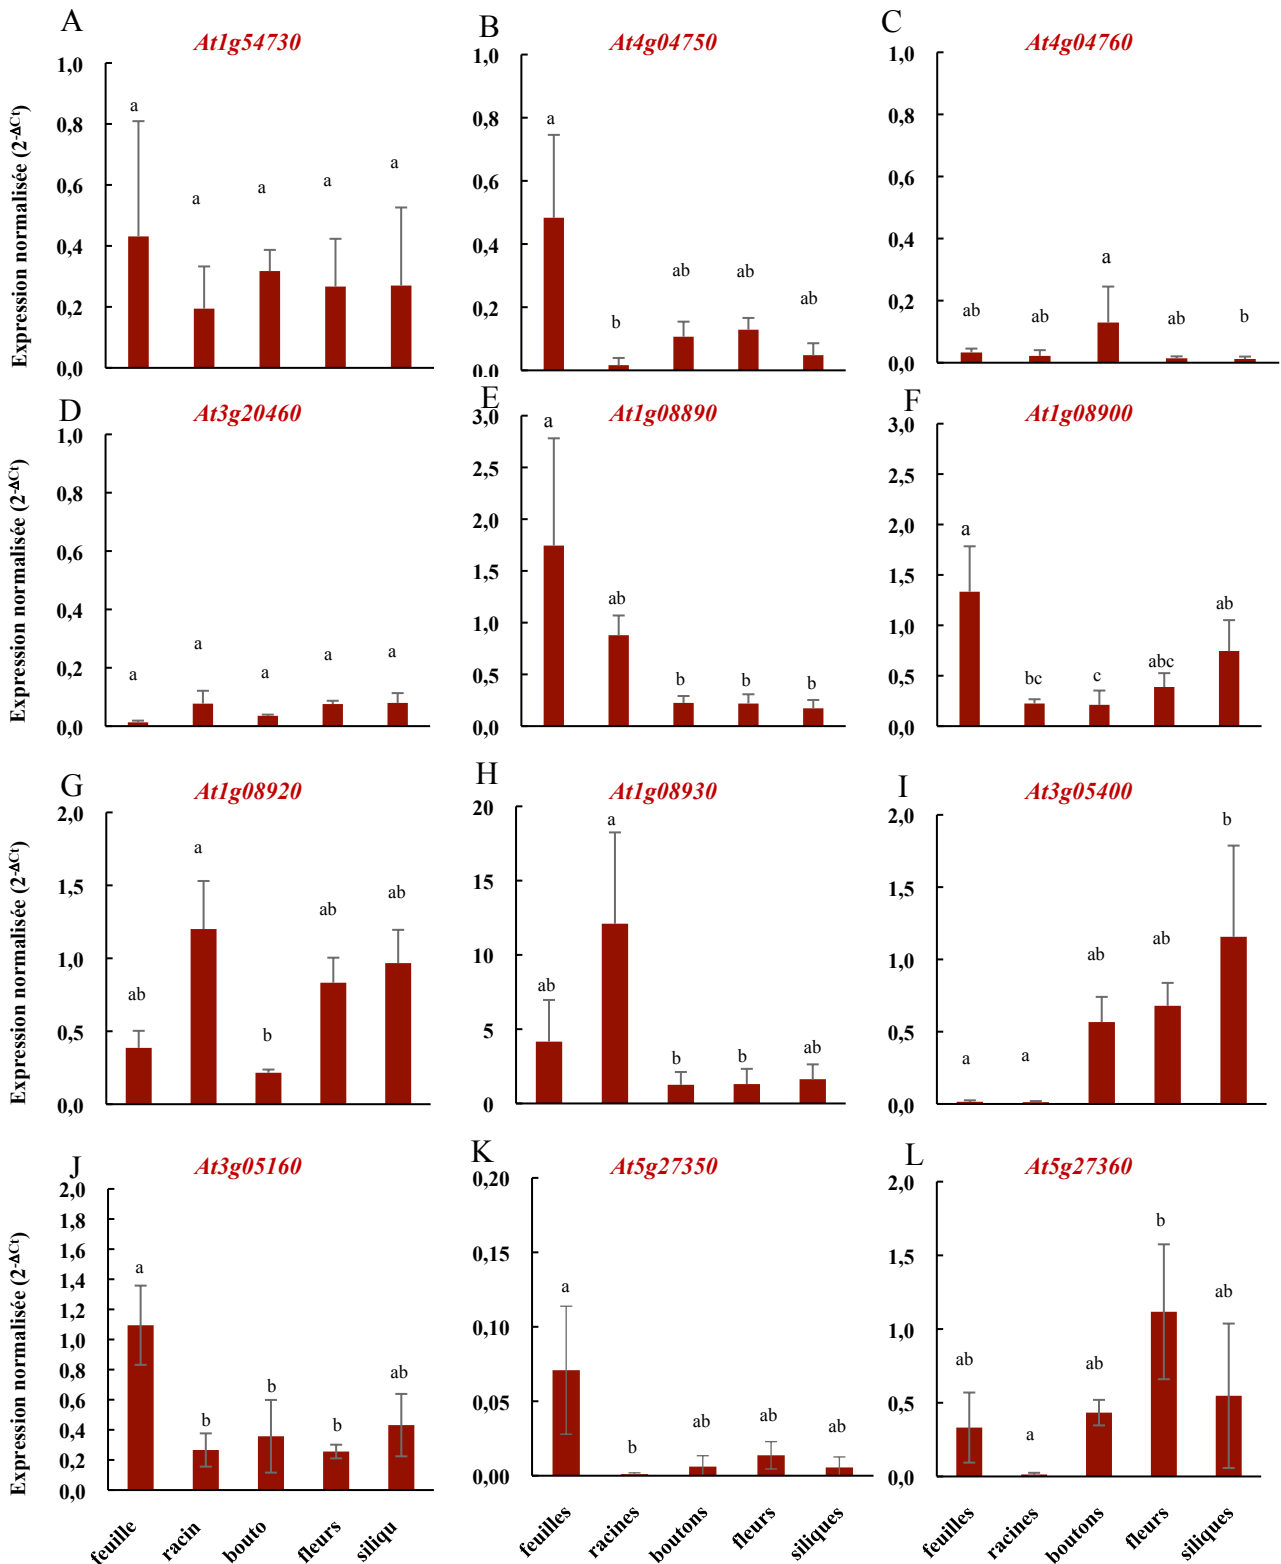 A
At1g54730
B
At4g04750
C
At4g04760
Expression normalisée (2-ΔCt)
1,0
0,8
0,6
0,4
0,2
0,0
a
a
a
a
a
1,0
0,8
0,6
0,4
0,2
0,0
a
b
ab
ab
ab
1,0
0,8
0,6
0,4
0,2
0,0
ab
ab
a
ab
b
D
At3g20460
E
At1g08890
F
At1g08900
Expression normalisée (2-ΔCt)
1,0
0,8
0,6
0,4
0,2
0,0
a
a
a
a
a
3,0
2,5
2,0
1,5
1,0
0,5
0,0
a
ab
b
b
b
3,0
2,5
2,0
1,5
1,0
0,5
0,0
a
bc
c
abc
ab
G
At1g08920
H
At1g08930
I
At3g05400
Expression normalisée (2-ΔCt)
2,0
1,5
1,0
0,5
0,0
ab
a
b
ab
ab
20
15
10
5
0
ab
a
b
b
ab
2,0
1,5
1,0
0,5
0,0
a
a
ab
ab
b
J
At3g05160
K
At5g27350
L
At5g27360
Expression normalisée (2-ΔCt)
2,0
1,8
1,6
1,4
1,2
1,0
0,8
0,6
0,4
0,2
0,0
a
b
b
b
ab
0,20
0,15
0,10
0,05
0,00
a
b
ab
ab
ab
2,0
1,5
1,0
0,5
0,0
ab
a
ab
b
ab
feuille
racin
bouto
fleurs
siliqu
feuilles
racines
boutons
fleurs
siliques
feuilles
racines
boutons
fleurs
siliques